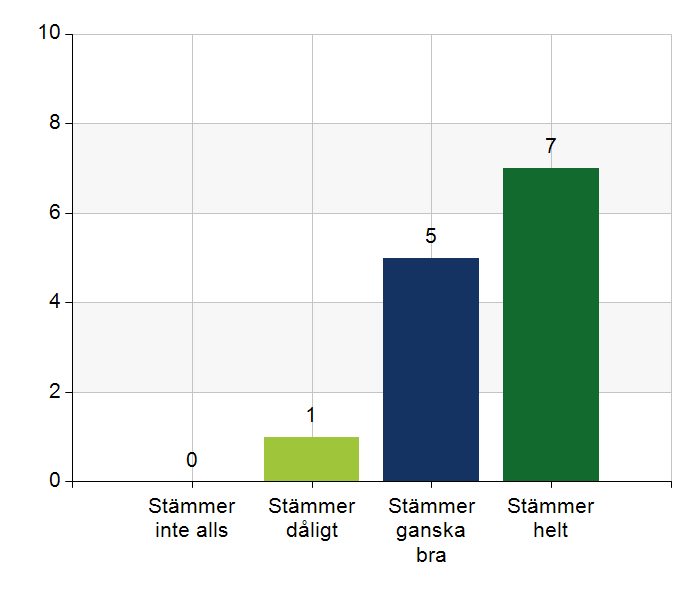 10
8
6
4
2
0
0
1
5
7
Stämmer
inte alls
Stämmer
dåligt
Stämmer
ganska
bra
Stämmer
helt